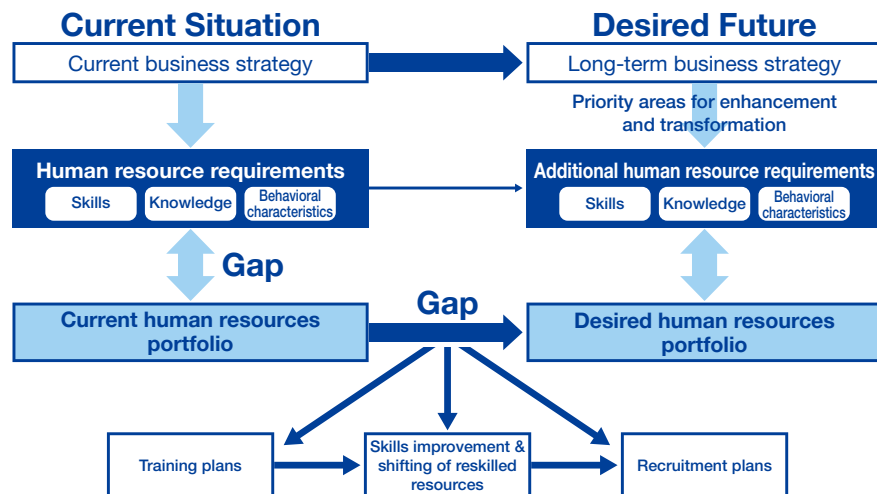 Current Situation
Desired Future
Current business strategy
Long-term business strategy
Priority areas for enhancement
and transformation
Human resource requirements
Skills
Knowledge
Behavioral
characteristics
Additional human resource requirements
Skills
Knowledge
Behavioral
characteristics
Gap
Gap
Current human resources
portfolio
Desired human resources
portfolio
Training plans
Skills improvement &
shifting of reskilled
resources
Recruitment plans